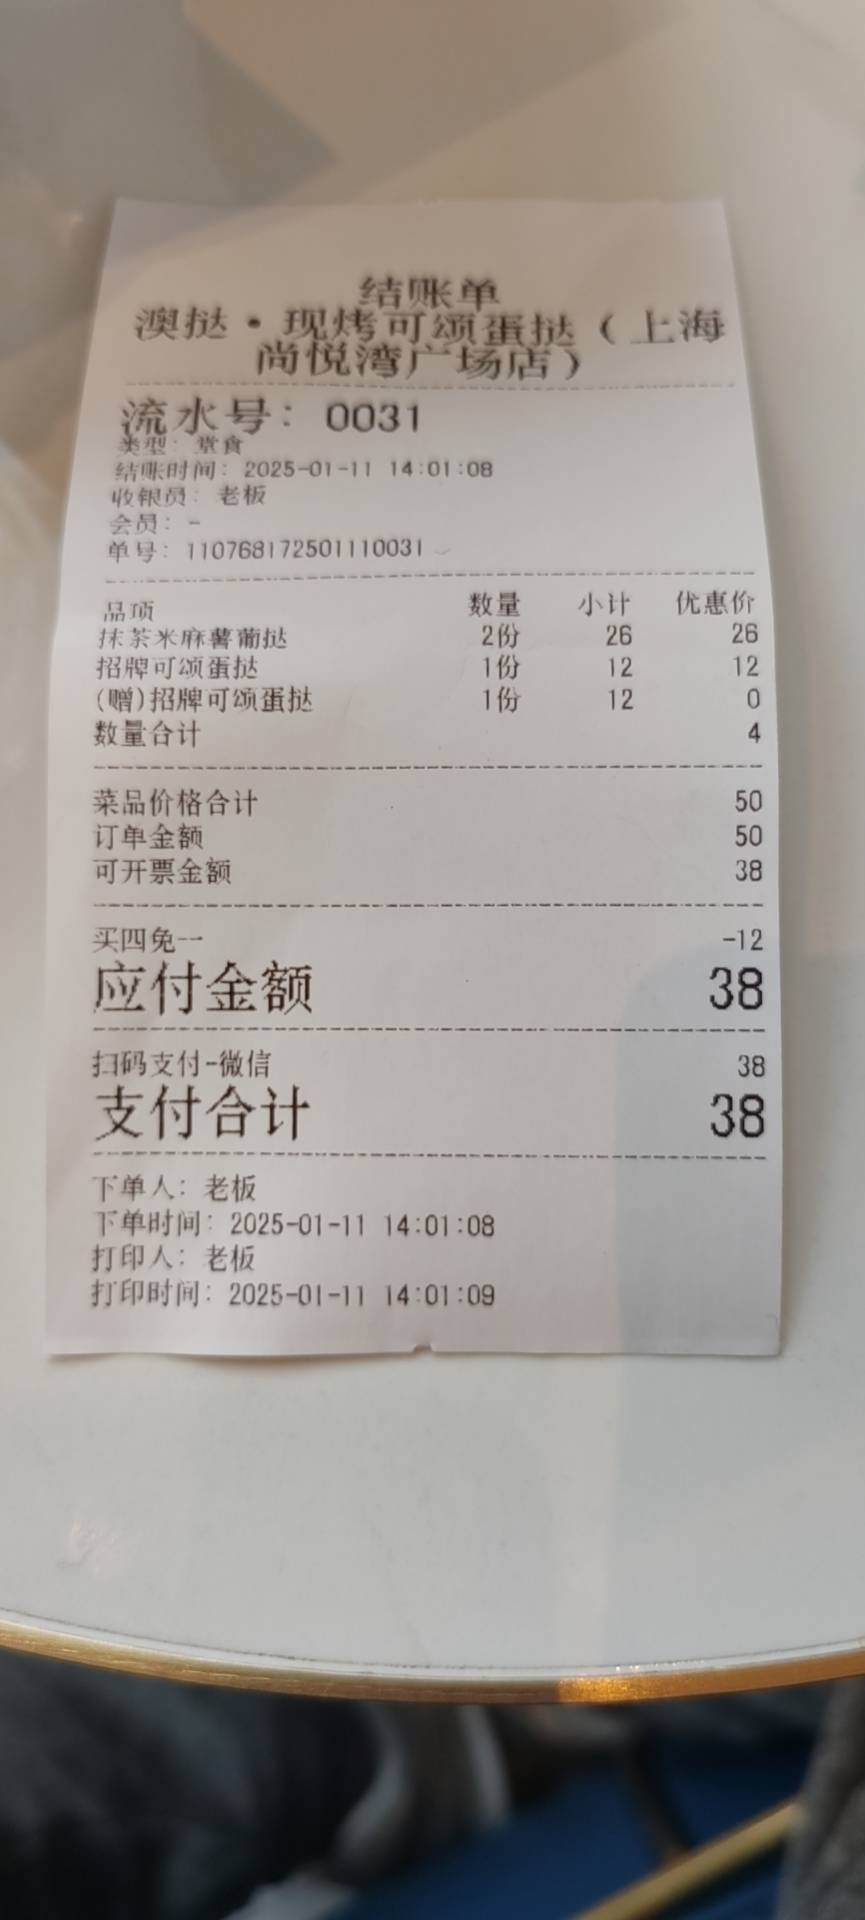 结账单
澳挞·现烤可颂蛋挞（上海
尚悦湾广场店）
流水号：0031
类型：堂食
结账时间：2025-01-11 14:01:08
收银员：老板
会员：-
单号：110768172501110031
品项 数量 小计 优惠价
抹茶米麻薯葡挞 2份 26 26
招牌可颂蛋挞 1份 12 12
(赠)招牌可颂蛋挞 1份 12 0
数量合计 4
菜品价格合计 50
订单金额 50
可开票金额 38
买四免一 -12
应付金额 38
扫码支付-微信 38
支付合计 38
下单人：老板
下单时间：2025-01-11 14:01:08
打印人：老板
打印时间：2025-01-11 14:01:09